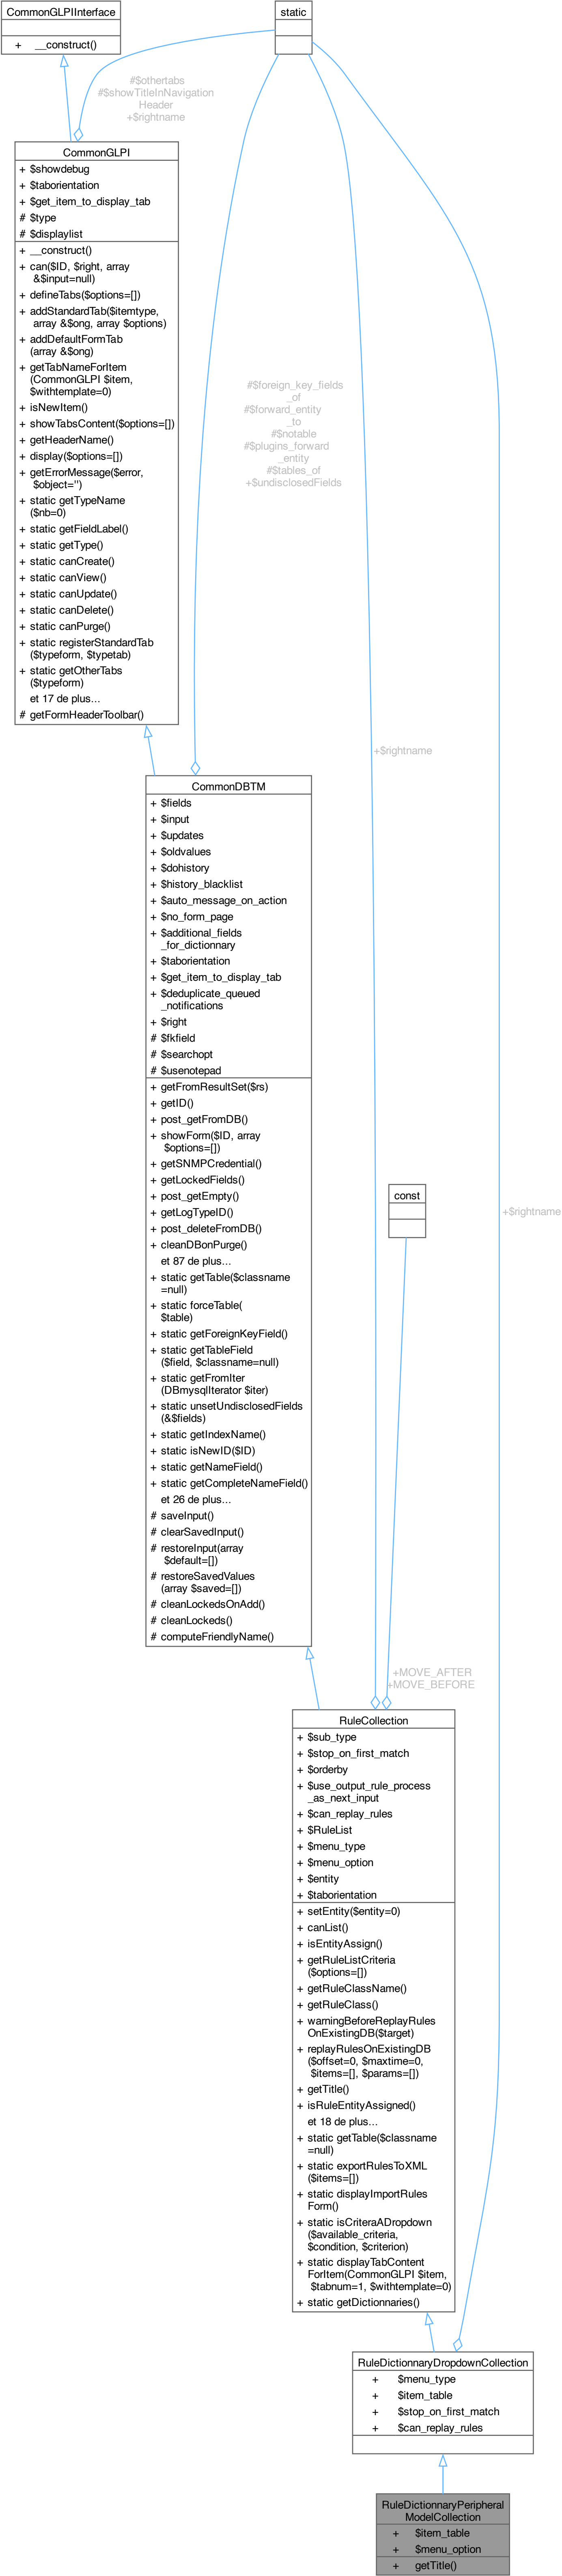 CommonGLPIInterface
+ __construct()
static
#$othertabs
#$showTitleInNavigation
Header
+$rightname
CommonGLPI
+ $showdebug
+ $taborientation
+ $get_item_to_display_tab
# $type
# $displaylist
+ __construct()
+ can($ID, $right, array
&$input=null)
+ defineTabs($options=[])
+ addStandardTab($itemtype,
array &$ong, array $options)
+ addDefaultFormTab
(array &$ong)
+ getTabNameForItem
(CommonGLPI $item,
$withtemplate=0)
+ isNewItem()
+ showTabsContent($options=[])
+ getHeaderName()
+ display($options=[])
+ getErrorMessage($error,
$object='')
+ static getTypeName
($nb=0)
+ static getFieldLabel()
+ static getType()
+ static canCreate()
+ static canView()
+ static canUpdate()
+ static canDelete()
+ static canPurge()
+ static registerStandardTab
($typeform, $typetab)
+ static getOtherTabs
($typeform)
et 17 de plus...
# getFormHeaderToolbar()
#$foreign_key_fields
_of
#$forward_entity
_to
#$notable
#$plugins_forward
_entity
#$tables_of
+$undisclosedFields
+$rightname
CommonDBTM
+ $fields
+ $input
+ $updates
+ $oldvalues
+ $dohistory
+ $history_blacklist
+ $auto_message_on_action
+ $no_form_page
+ $additional_fields
_for_dictionnary
+ $taborientation
+ $get_item_to_display_tab
+ $deduplicate_queued
_notifications
+ $right
# $fkfield
# $searchopt
# $usenotepad
+ getFromResultSet($rs)
+ getID()
+ post_getFromDB()
+ showForm($ID, array
$options=[])
+ getSNMPCredential()
+ getLockedFields()
+ post_getEmpty()
+ getLogTypeID()
+ post_deleteFromDB()
+ cleanDBonPurge()
et 87 de plus...
+ static getTable($classname
=null)
+ static forceTable(
$table)
+ static getForeignKeyField()
+ static getTableField
($field, $classname=null)
+ static getFromIter
(DBmysqlIterator $iter)
+ static unsetUndisclosedFields
(&$fields)
+ static getIndexName()
+ static isNewID($ID)
+ static getNameField()
+ static getCompleteNameField()
et 26 de plus...
# saveInput()
# clearSavedInput()
# restoreInput(array
$default=[])
# restoreSavedValues
(array $saved=[])
# cleanLockedsOnAdd()
# cleanLockeds()
# computeFriendlyName()
const
+$rightname
+MOVE_AFTER
+MOVE_BEFORE
RuleCollection
+ $sub_type
+ $stop_on_first_match
+ $orderby
+ $use_output_rule_process
_as_next_input
+ $can_replay_rules
+ $RuleList
+ $menu_type
+ $menu_option
+ $entity
+ $taborientation
+ setEntity($entity=0)
+ canList()
+ isEntityAssign()
+ getRuleListCriteria
($options=[])
+ getRuleClassName()
+ getRuleClass()
+ warningBeforeReplayRules
OnExistingDB($target)
+ replayRulesOnExistingDB
($offset=0, $maxtime=0,
$items=[], $params=[])
+ getTitle()
+ isRuleEntityAssigned()
et 18 de plus...
+ static getTable($classname
=null)
+ static exportRulesToXML
($items=[])
+ static displayImportRules
Form()
+ static isCriteraADropdown
($available_criteria,
$condition, $criterion)
+ static displayTabContent
ForItem(CommonGLPI $item,
$tabnum=1, $withtemplate=0)
+ static getDictionnaries()
RuleDictionnaryDropdownCollection
+ $menu_type
+ $item_table
+ $stop_on_first_match
+ $can_replay_rules
RuleDictionnaryPeripheral
ModelCollection
+ $item_table
+ $menu_option
+ getTitle()